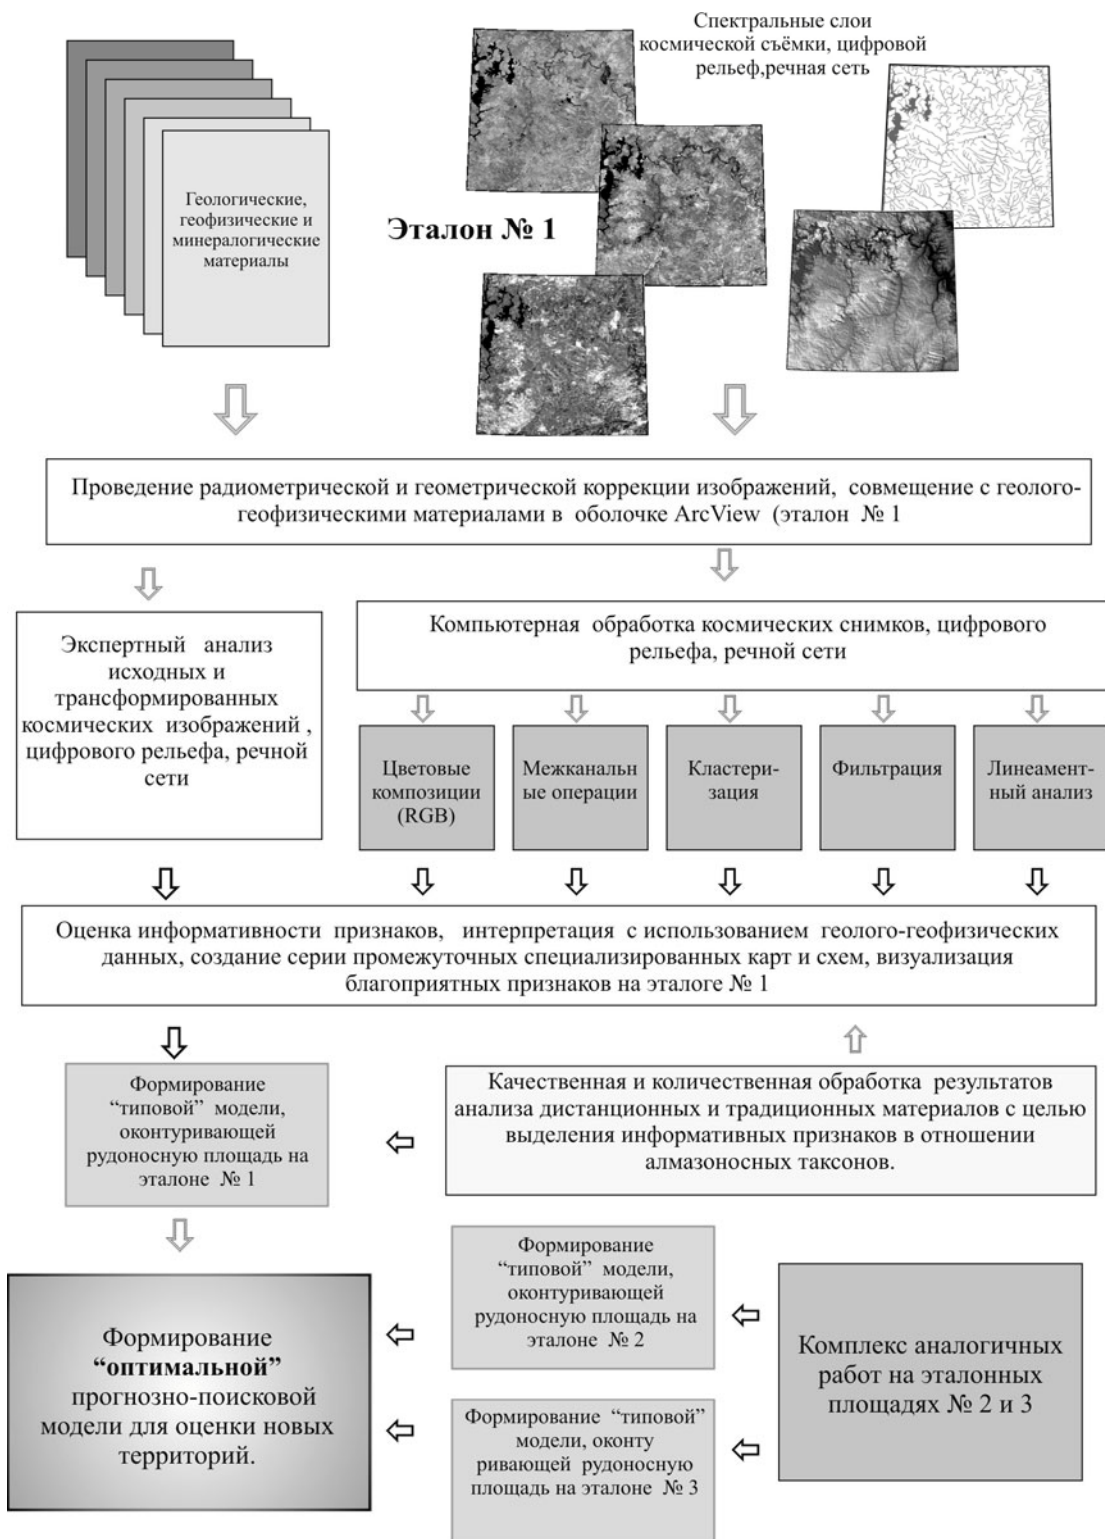 Спектральные слои
космической съёмки, цифровой
рельеф,речная сеть
Геологические,
геофизические и
минералогические
материалы
Эталон № 1
Проведение радиометрической и геометрической коррекции изображений, совмещение с геолого-
геофизическими материалами в оболочке ArcView (эталон № 1
Экспертный анализ
исходных и
трансформированных
космических изображений ,
цифрового рельефа, речной
сети
Компьютерная обработка космических снимков, цифрового
рельефа, речной сети
Цветовые
композиции
(RGB)
Межканаль-
ные операции
Кластери-
зация
Фильтрация
Линеамент-
тный анализ
Оценка информативности признаков, интерпретация с использованием геолого-геофизических
данных, создание серии промежуточных специализированных карт и схем, визуализация
благоприятных признаков на эталоге № 1
Формирование
“типовой” модели,
оконтуривающей
рудоносную площадь на
эталоне № 1
Качественная и количественная обработка результатов
анализа дистанционных и традиционных материалов с целью
выделения информативных признаков в отношении
алмазоносных таксонов.
Формирование
“типовой” модели,
оконтуривающей
рудоносную площадь на
эталоне № 2
Формирование
“оптимальной”
прогнозно-поисковой
модели для оценки новых
территорий.
Комплекс аналогичных
работ на эталонных
площадях № 2 и 3
Формирование “типовой”
модели, оконту
ривающей рудоносную
площадь на эталоне № 3